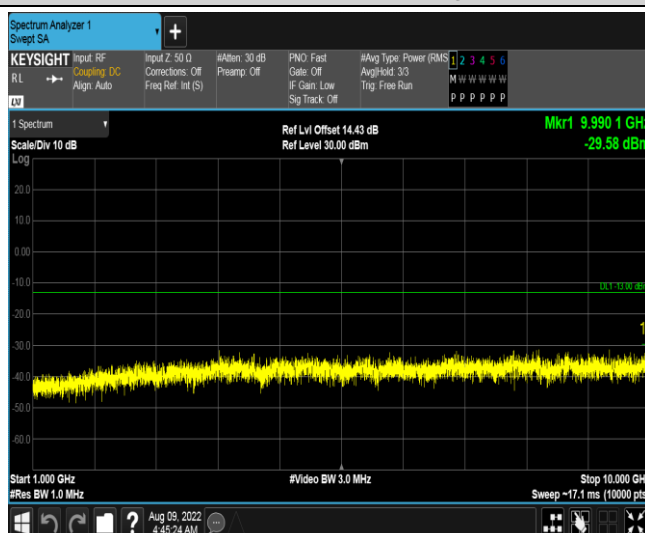 Spectrum Analyzer 1
Swept SA
+
KEYSIGHT
RL
LXI
Input: RF
Coupling: DC
Align: Auto
Input Z: 50 Ω
Corrections: Off
Freq Ref: Int (S)
#Atten: 30 dB
Preamp: Off
PNO: Fast
Gate: Off
IF Gain: Low
Sig Track: Off
#Avg Type: Power (RMS
Avg|Hold: 3/3
Trig: Free Run
1 2 3 4 5 6
M W W W W W
P P P P P P
1 Spectrum
Scale/Div 10 dB
Ref Lvl Offset 14.43 dB
Ref Level 30.00 dBm
Mkr1 9.990 1 GHz
-29.58 dBm
Log
20.0
10.0
0.00
-10.0
DL1 -13.00 dBm
-20.0
1
-30.0
-40.0
-50.0
-60.0
Start 1.000 GHz
#Res BW 1.0 MHz
#Video BW 3.0 MHz
Stop 10.000 GH
Sweep ~17.1 ms (10000 pts
?
Aug 09, 2022
4:45:24 AM